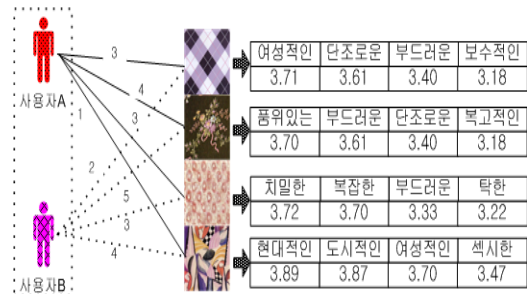 여성적인 단조로운 부드러운 보수적인
3.71 3.61 3.40 3.18
사용자A
3
4
3
1
품위있는 부드러운 단조로운 복고적인
3.70 3.61 3.40 3.18
2
5
3
4
치밀한 복잡한 부드러운 탁한
3.72 3.70 3.33 3.22
현대적인 도시적인 여성적인 섹시한
3.89 3.87 3.70 3.47
사용자B